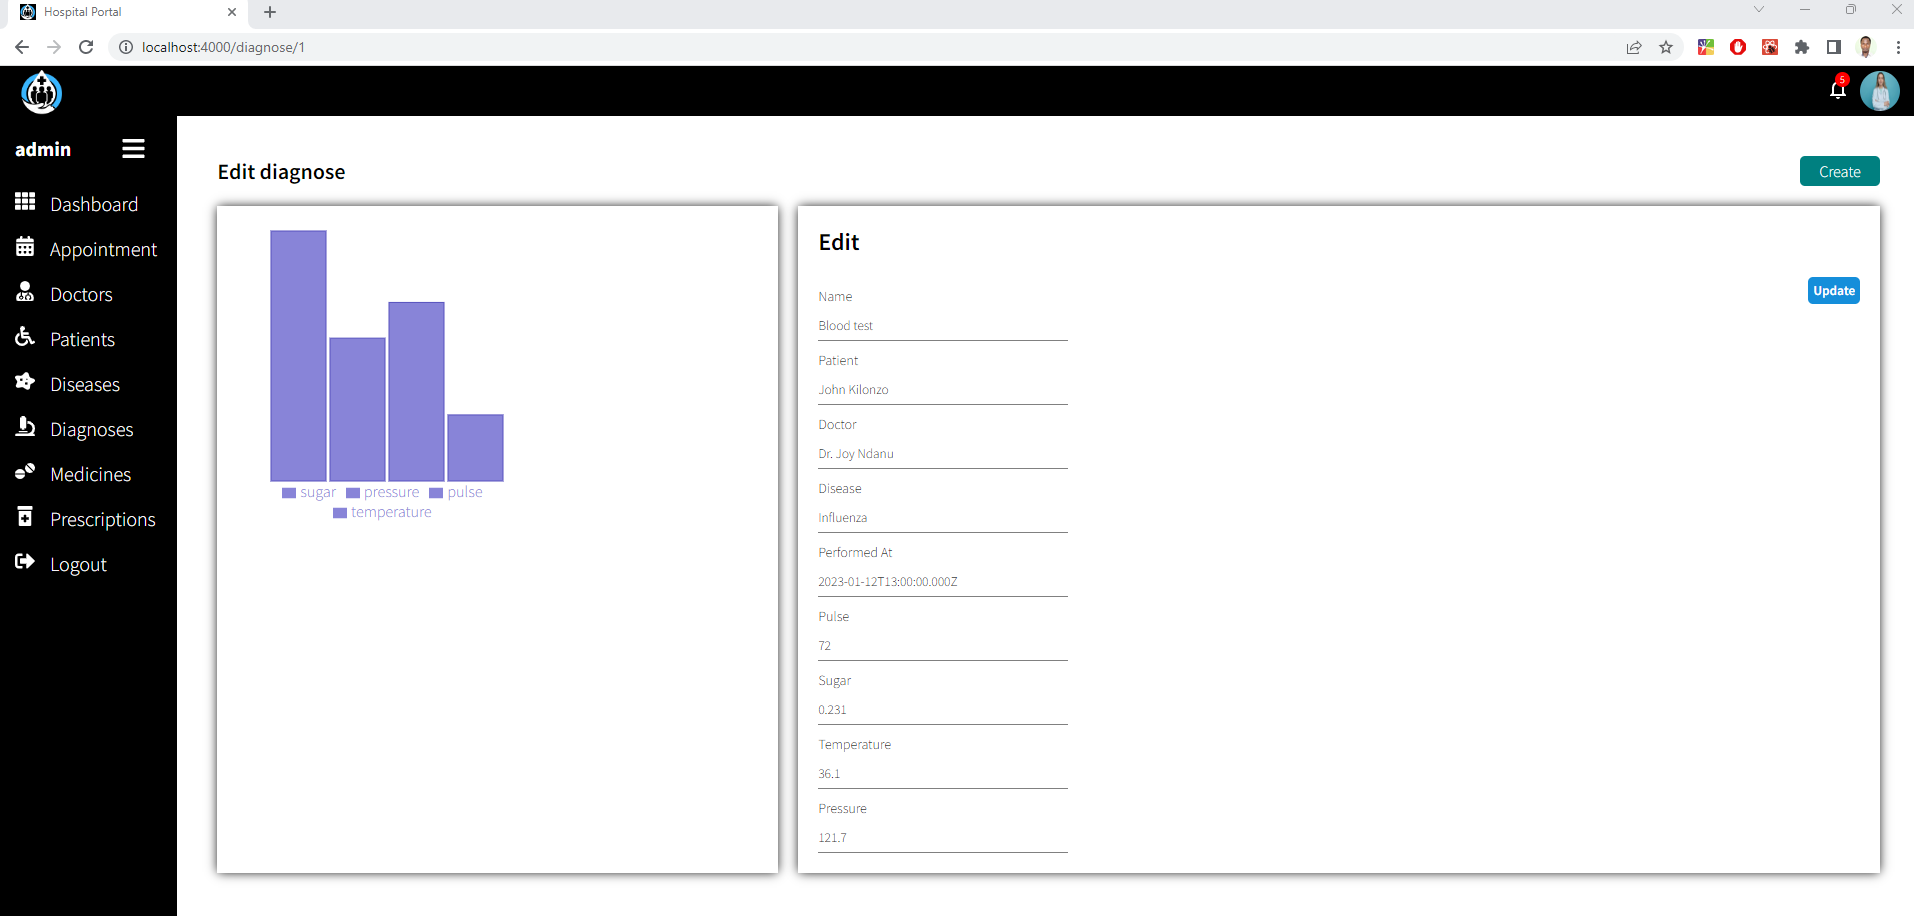 Hospital Portal
localhost:4000/diagnose/1
5
admin
Dashboard
Appointment
Doctors
Patients
Diseases
Diagnoses
Medicines
Prescriptions
Logout
Edit diagnose
Create
sugar pressure pulse
temperature
Edit
Update
Name
Blood test
Patient
John Kilonzo
Doctor
Dr. Joy Ndanu
Disease
Influenza
Performed At
2023-01-12T13:00:00.000Z
Pulse
72
Sugar
0.231
Temperature
36.1
Pressure
121.7